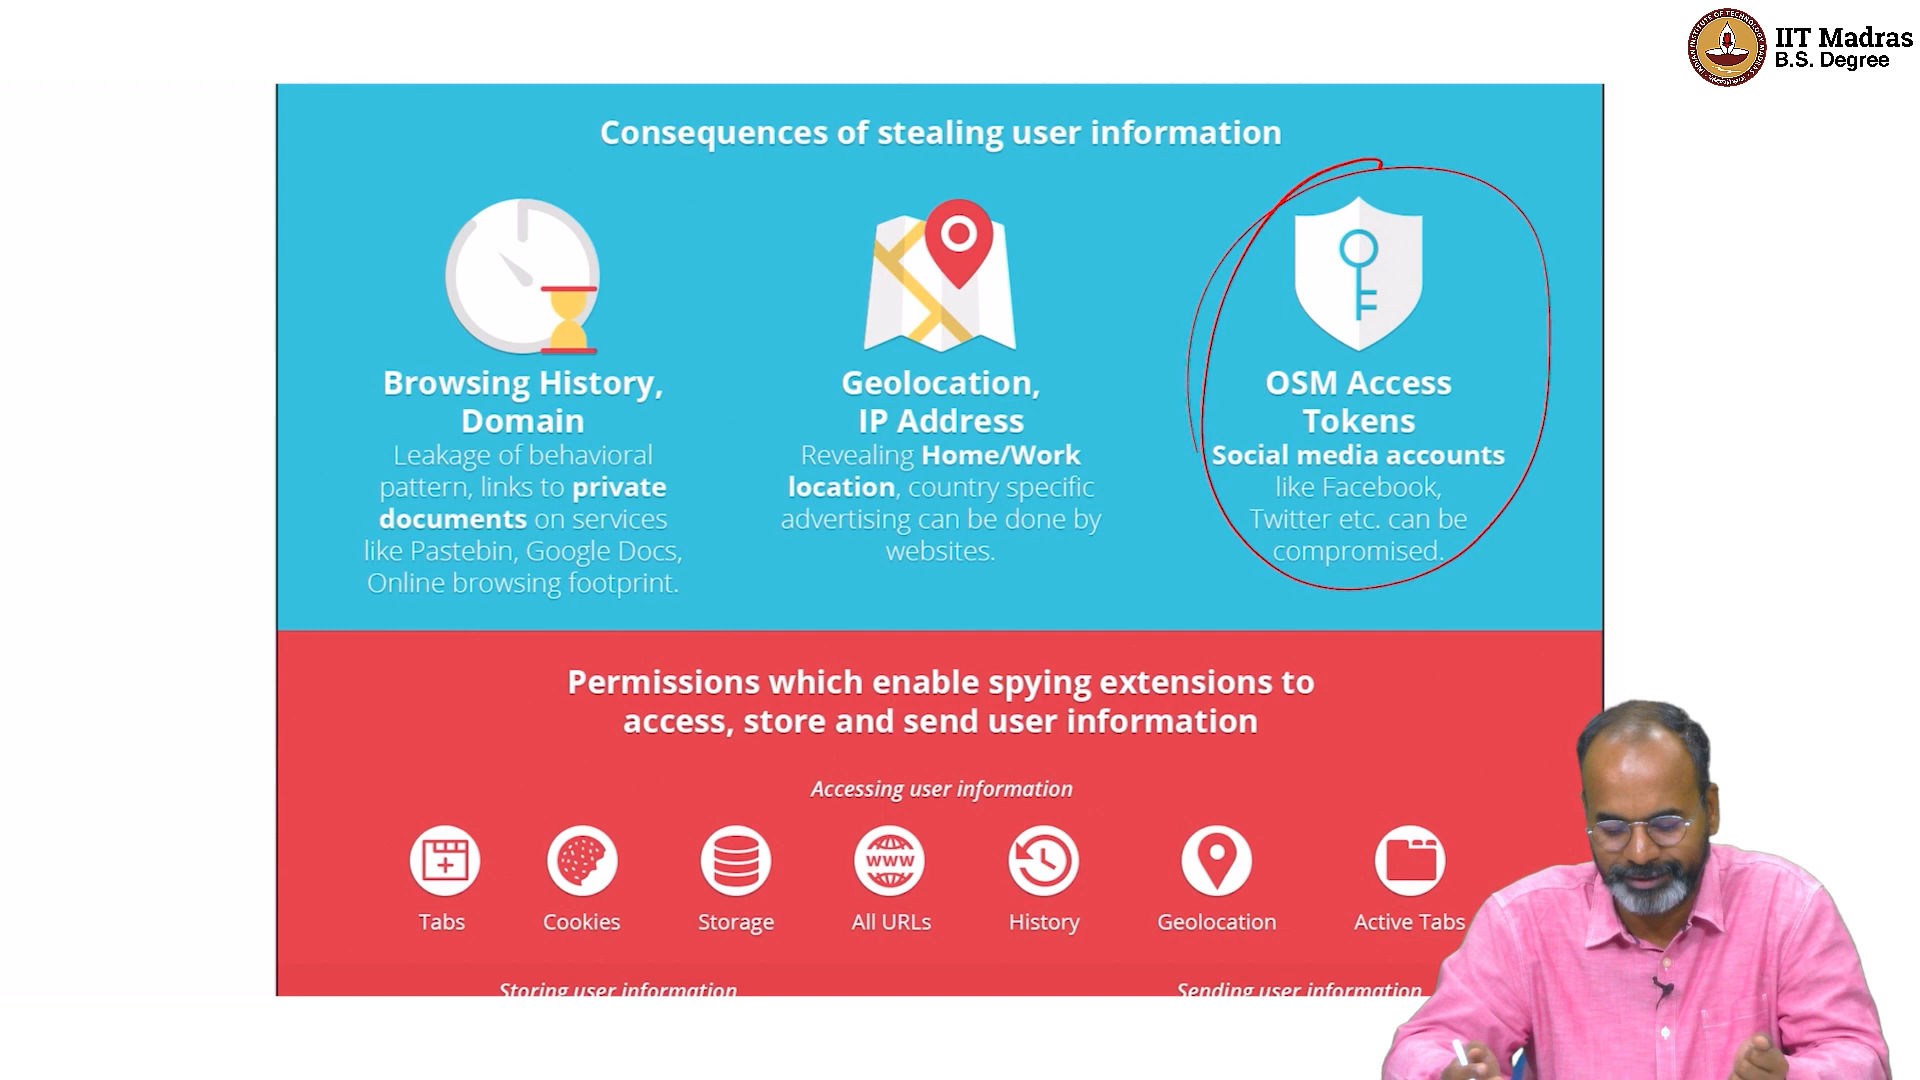 IIT Madras
B.S. Degree
Consequences of stealing user information
Browsing History,
Domain
Leakage of behavioral
pattern, links to private
documents on services
like Pastebin, Google Docs,
Online browsing footprint.
Geolocation,
IP Address
Revealing Home/Work
location, country specific
advertising can be done by
websites.
OSM Access
Tokens
Social media accounts
like Facebook,
Twitter etc. can be
compromised.
Permissions which enable spying extensions to
access, store and send user information
Accessing user information
www
Tabs
Cookies
Storage
All URLs
History
Geolocation
Active Tabs
Storing user information
Sending user information